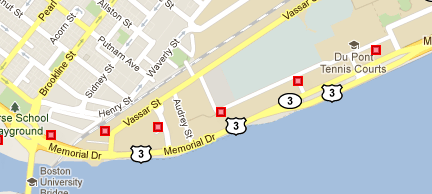 Pearl
Allston St
Acorn St
Putnam Ave
Waverly St
Vassar St
Du Pont
Tennis Courts
Brookline St
Sidney St
Henry St
Vassar St
Audrey St
3
3
3
3
Memorial Dr
Memorial Dr
rse School
layground
Boston
University
Bridge